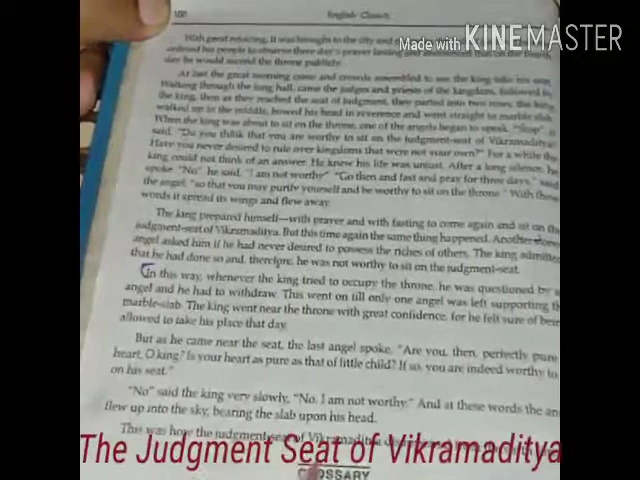 100 English Class-X
Made with KINEMASTER
With great rejoicing, it was brought to the city and
ordered his people to observe three day's prayer fasting and announced that on the fourth
day he would ascend the throne publicly.
At last the great morning come and crowds assembled to see the king take his seat.
Walking through the long hall, came the judges and priests of the kingdom, followed by
the king, then as they reached the seat of judgment, they parted into two rows, the king
walked up in the middle, bowed his head in reverence and went straight to marble slab.
When the king was about to sit on the throne, one of the angels began to speak. "Stop", it
said. "Do you think that you are worthy to sit on the judgment-seat of Vikramaditya?
Have you never desired to rule over kingdoms that were not your own?" For a while the
king could not think of an answer. He knew his life was unjust. After a long silence, he
spoke "No", he said, "I am not worthy" "Go then and fast and pray for three days," said
the angel, "so that you may purify yourself and be worthy to sit on the throne." With these
words it spread its wings and flew away.
The king prepared himself—with prayer and with fasting to come again and sit on the
judgment-seat of Vikramaditya. But this time again the same thing happened. Another stone
angel asked him if he had never desired to possess the riches of others. The king admitted
that he had done so and, therefore, he was not worthy to sit on the judgment-seat.
In this way, whenever the king tried to occupy the throne, he was questioned by
angel and he had to withdraw. This went on till only one angel was left supporting the
marble-slab. The king went near the throne with great confidence, for he felt sure of being
allowed to take his place that day.
But as he came near the seat, the last angel spoke. "Are you, then, perfectly pure
heart, O king? Is your heart as pure as that of little child? If so, you are indeed worthy to
on his seat."
"No" said the king very slowly, "No, I am not worthy." And at these words the
flew up into the sky, bearing the slab upon his head.
This was how the judgment-seat of Vikramaditya
The Judgment Seat of Vikramaditya
GLOSSARY